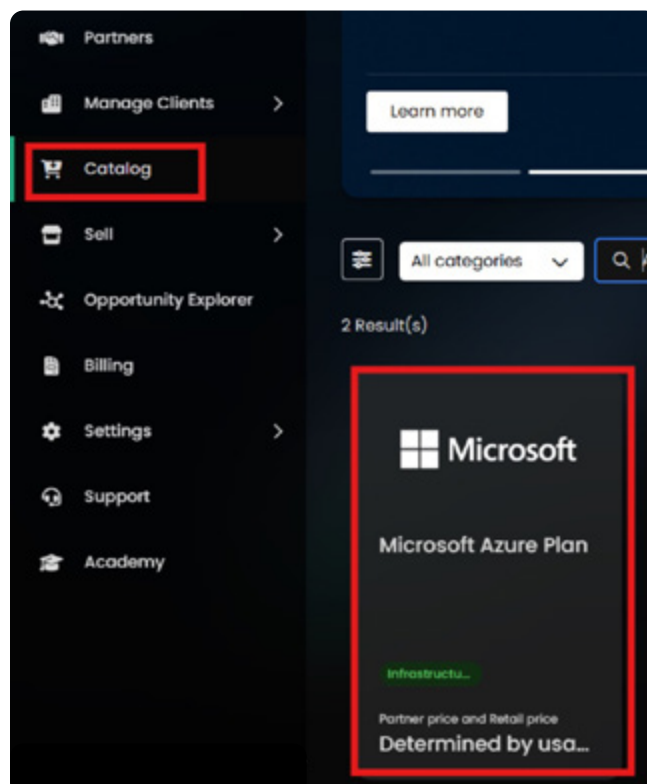 Partners
Manage Clients
Catalog
Sell
Opportunity Explorer
Billing
Settings
Support
Academy
Learn more
All categories
2 Result(s)
Microsoft
Microsoft Azure Plan
Infrastructu...
Partner price and Retail price
Determined by usa...